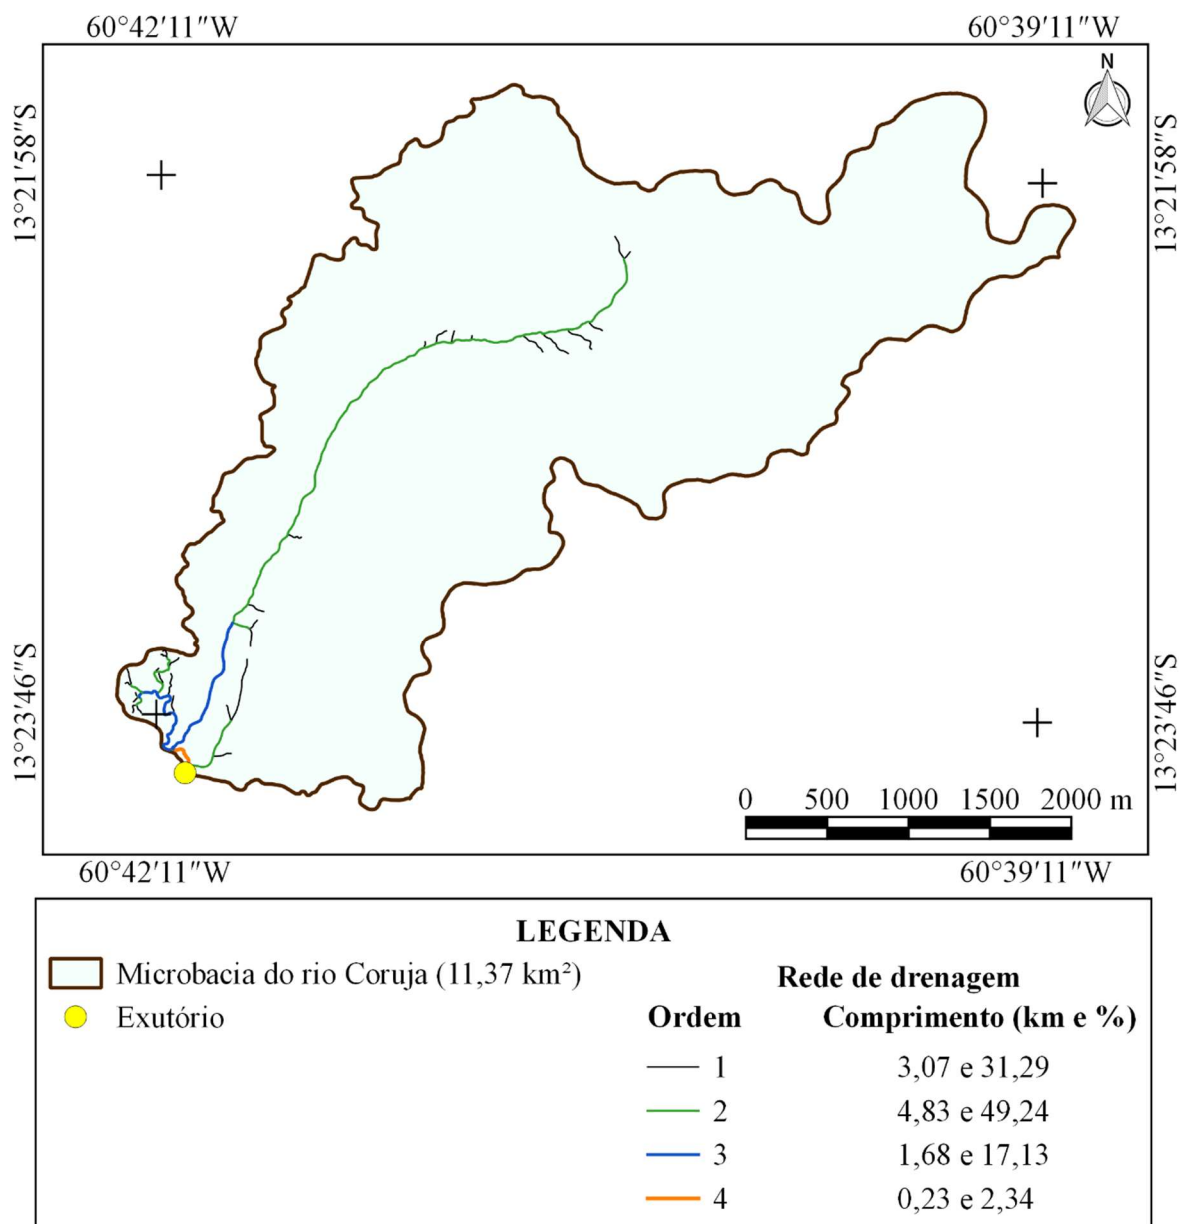 60°42′11″W 60°39′11″W
N
13°21′58″S 13°21′58″S
13°23′46″S 13°23′46″S
0 500 1000 1500 2000 m
60°42′11″W 60°39′11″W
LEGENDA
Microbacia do rio Coruja (11,37 km²)
Exutório
Rede de drenagem
Ordem Comprimento (km e %)
1 3,07 e 31,29
2 4,83 e 49,24
3 1,68 e 17,13
4 0,23 e 2,34